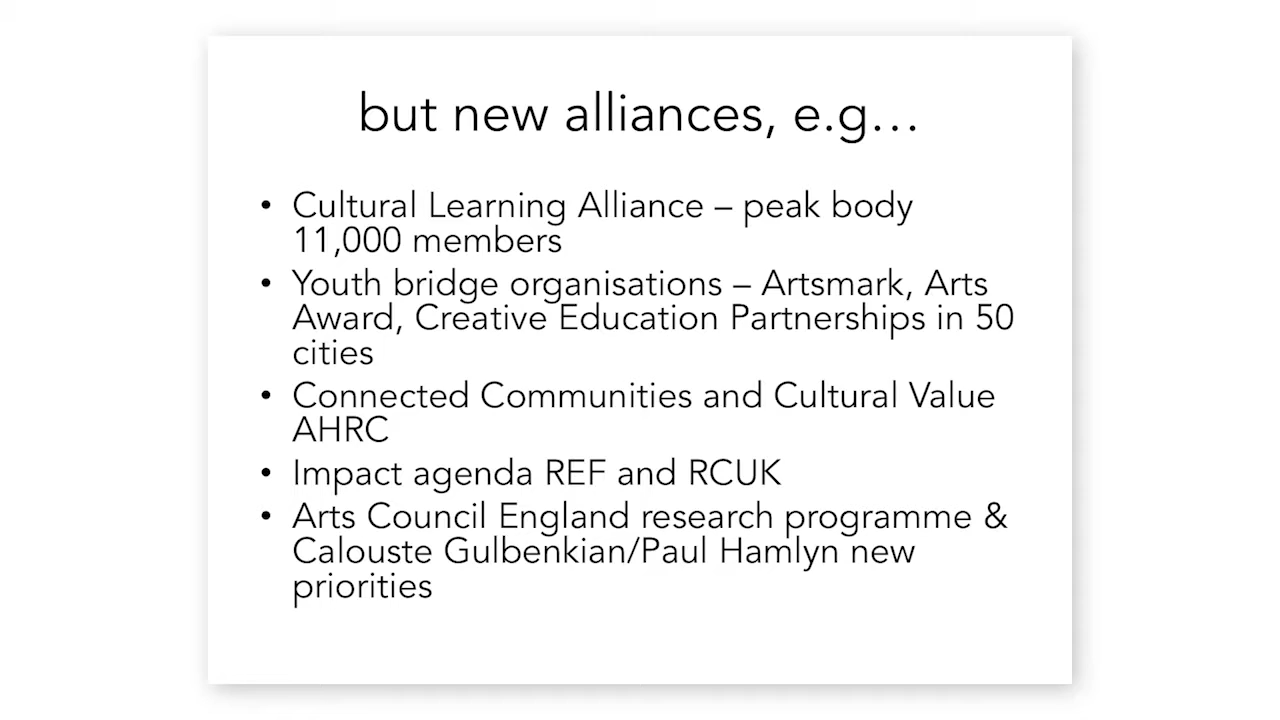 but new alliances, e.g…
• Cultural Learning Alliance – peak body
11,000 members
• Youth bridge organisations – Artsmark, Arts
Award, Creative Education Partnerships in 50
cities
• Connected Communities and Cultural Value
AHRC
• Impact agenda REF and RCUK
• Arts Council England research programme &
Calouste Gulbenkian/Paul Hamlyn new
priorities